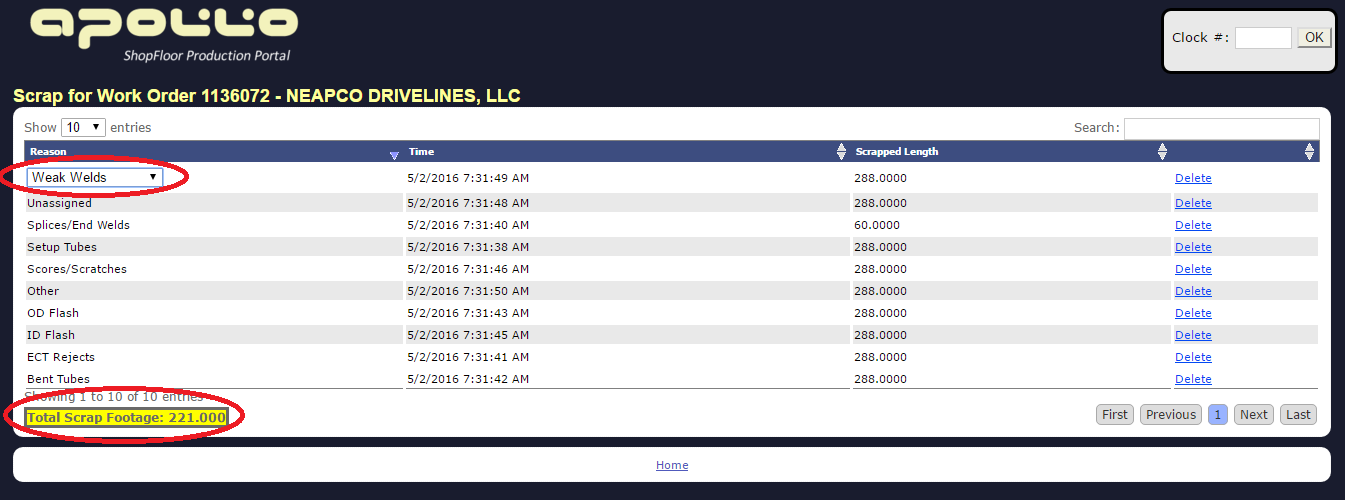 apollo
ShopFloor Production Portal
Clock #: OK
Scrap for Work Order 1136072 - NEAPCO DRIVELINES, LLC
Show 10 entries Search:
Reason Time Scrapped Length
Weak Welds 5/2/2016 7:31:49 AM 288.0000 Delete
Unassigned 5/2/2016 7:31:48 AM 288.0000 Delete
Splices/End Welds 5/2/2016 7:31:40 AM 60.0000 Delete
Setup Tubes 5/2/2016 7:31:38 AM 288.0000 Delete
Scores/Scratches 5/2/2016 7:31:46 AM 288.0000 Delete
Other 5/2/2016 7:31:50 AM 288.0000 Delete
OD Flash 5/2/2016 7:31:43 AM 288.0000 Delete
ID Flash 5/2/2016 7:31:45 AM 288.0000 Delete
ECT Rejects 5/2/2016 7:31:41 AM 288.0000 Delete
Bent Tubes 5/2/2016 7:31:42 AM 288.0000 Delete
Showing 1 to 10 of 10 entries
Total Scrap Footage: 221.000 First Previous 1 Next Last
Home